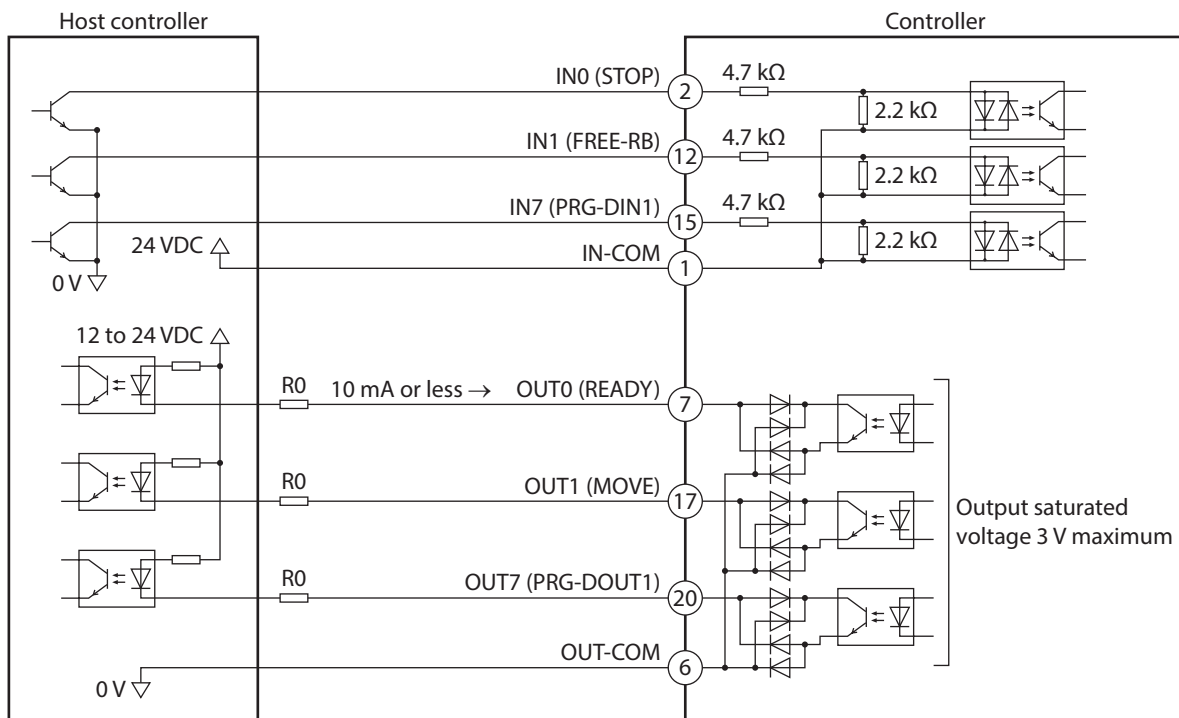 Host controller
Controller
IN0 (STOP)
2
4.7 kΩ
2.2 kΩ
IN1 (FREE-RB)
12
4.7 kΩ
2.2 kΩ
IN7 (PRG-DIN1)
15
4.7 kΩ
2.2 kΩ
24 VDC
IN-COM
1
0 V
12 to 24 VDC
R0
10 mA or less →
OUT0 (READY)
7
R0
OUT1 (MOVE)
17
Output saturated
voltage 3 V maximum
R0
OUT7 (PRG-DOUT1)
20
OUT-COM
6
0 V